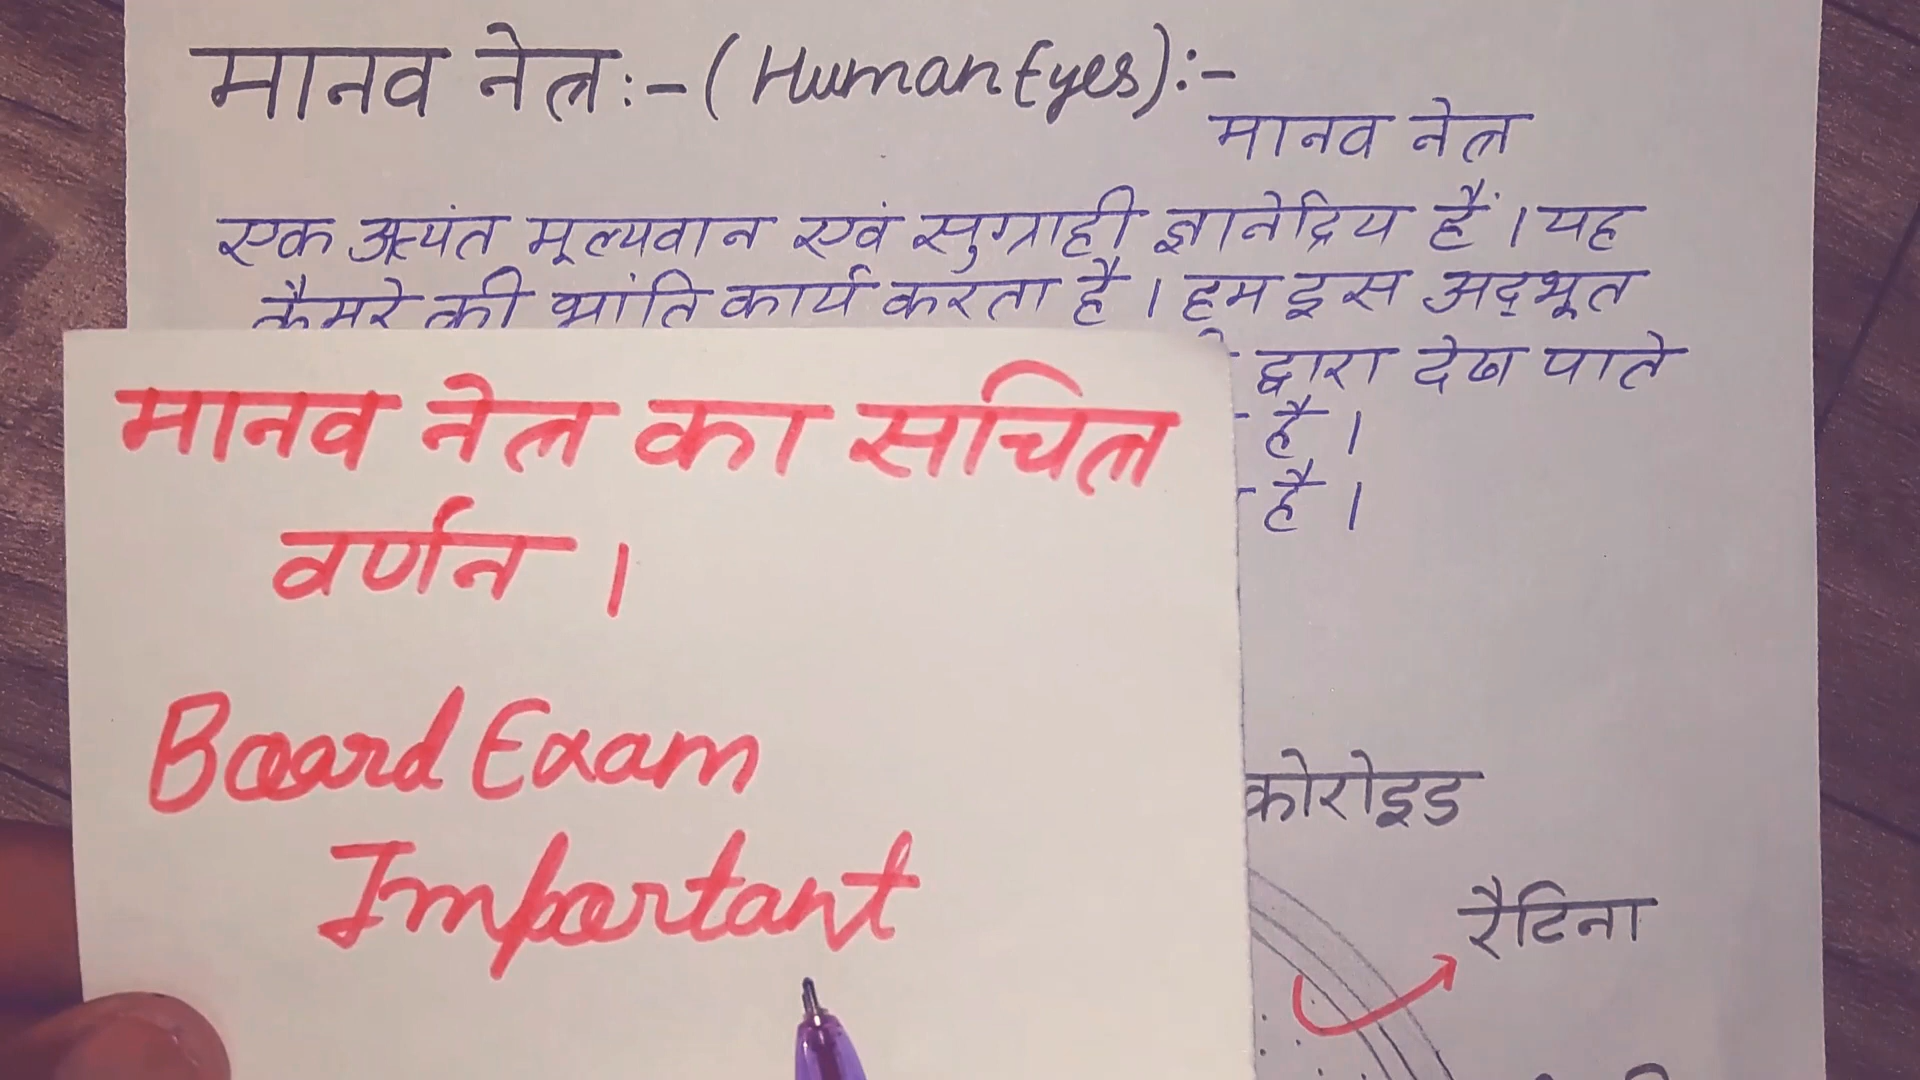 मानव नेत्र:-(Human Eyes):-
मानव नेत्र
एक अत्यंत मूल्यवान एवं सुग्राही ज्ञानेंद्रिय हैं । यह
कैमरे की भांति कार्य करता है । हम इस अद्भूत
द्वारा देख पाते
है ।
है ।
मानव नेत्र का सचित्र
वर्णन ।
Board Exam
Important
कोरोइड
रैटिना